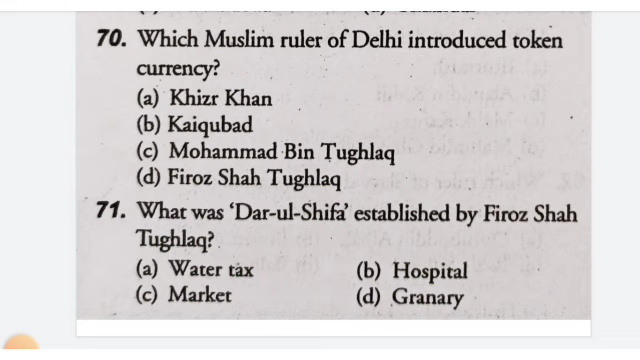 70. Which Muslim ruler of Delhi introduced token
currency?
(a) Khizr Khan
(b) Kaiqubad
(c) Mohammad Bin Tughlaq
(d) Firoz Shah Tughlaq
71. What was ‘Dar-ul-Shifa’ established by Firoz Shah
Tughlaq?
(a) Water tax (b) Hospital
(c) Market (d) Granary